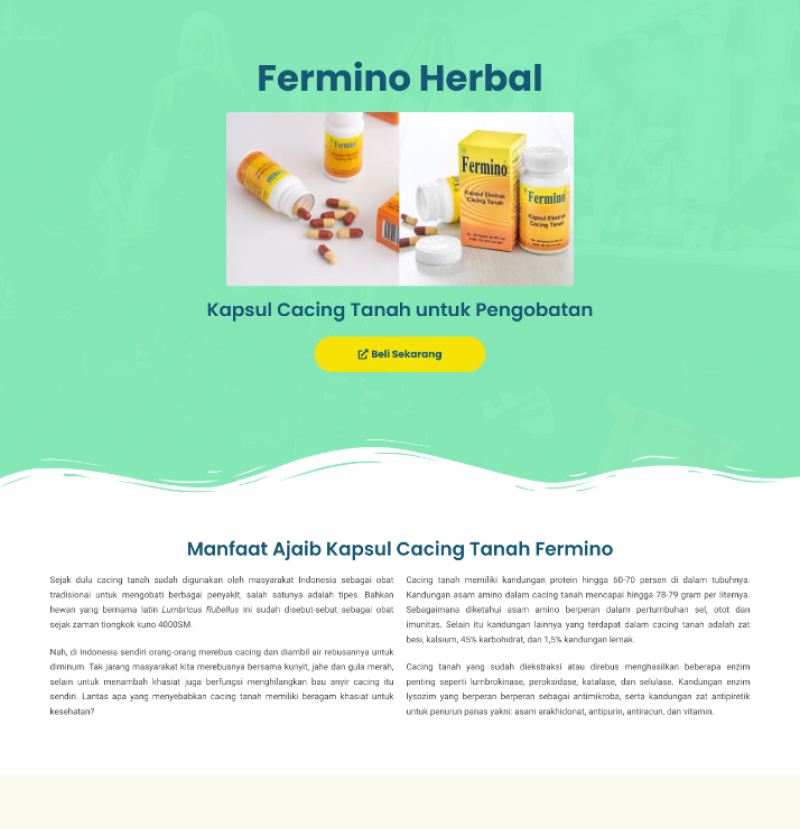 Fermino Herbal
Fermino
Fermino
Kapsul Ekstrak
Cacing Tanah
Fermino
Kapsul Ekstrak
Cacing Tanah
Kapsul Cacing Tanah untuk Pengobatan
Beli Sekarang
Manfaat Ajaib Kapsul Cacing Tanah Fermino
Sejak dulu cacing tanah sudah digunakan oleh masyarakat Indonesia sebagai obat
tradisional untuk mengobati berbagai penyakit, salah satunya adalah tipes. Bahkan
hewan yang bernama latin Lumbricus Rubellus ini sudah disebut-sebut sebagai obat
sejak zaman tiongkok kuno 4000SM.
Nah, di Indonesia sendiri orang-orang merebus cacing dan diambil air rebusannya untuk
diminum. Tak jarang masyarakat kita merebusnya bersama kunyit, jahe dan gula merah,
selain untuk menambah khasiat juga berfungsi menghilangkan bau anyir cacing itu
sendiri. Lantas apa yang menyebabkan cacing tanah memiliki beragam khasiat untuk
kesehatan?
Cacing tanah memiliki kandungan protein hingga 60-70 persen di dalam tubuhnya.
Kandungan asam amino dalam cacing tanah mencapai hingga 78-79 gram per liternya.
Sebagaimana diketahui asam amino berperan dalam pertumbuhan sel, otot dan
imunitas. Selain itu kandungan lainnya yang terdapat dalam cacing tanah adalah zat
besi, kalsium, 45% karbohidrat, dan 1,5% kandungan lemak.
Cacing tanah yang sudah diekstraksi atau direbus menghasilkan beberapa enzim
penting seperti lumbrokinase, peroksidase, katalase, dan selulase. Kandungan enzim
lysozim yang berperan berperan sebagai antimikroba, serta kandungan zat antipiretik
untuk penurun panas yakni: asam arakhidonat, antipurin, antiracun, dan vitamin.